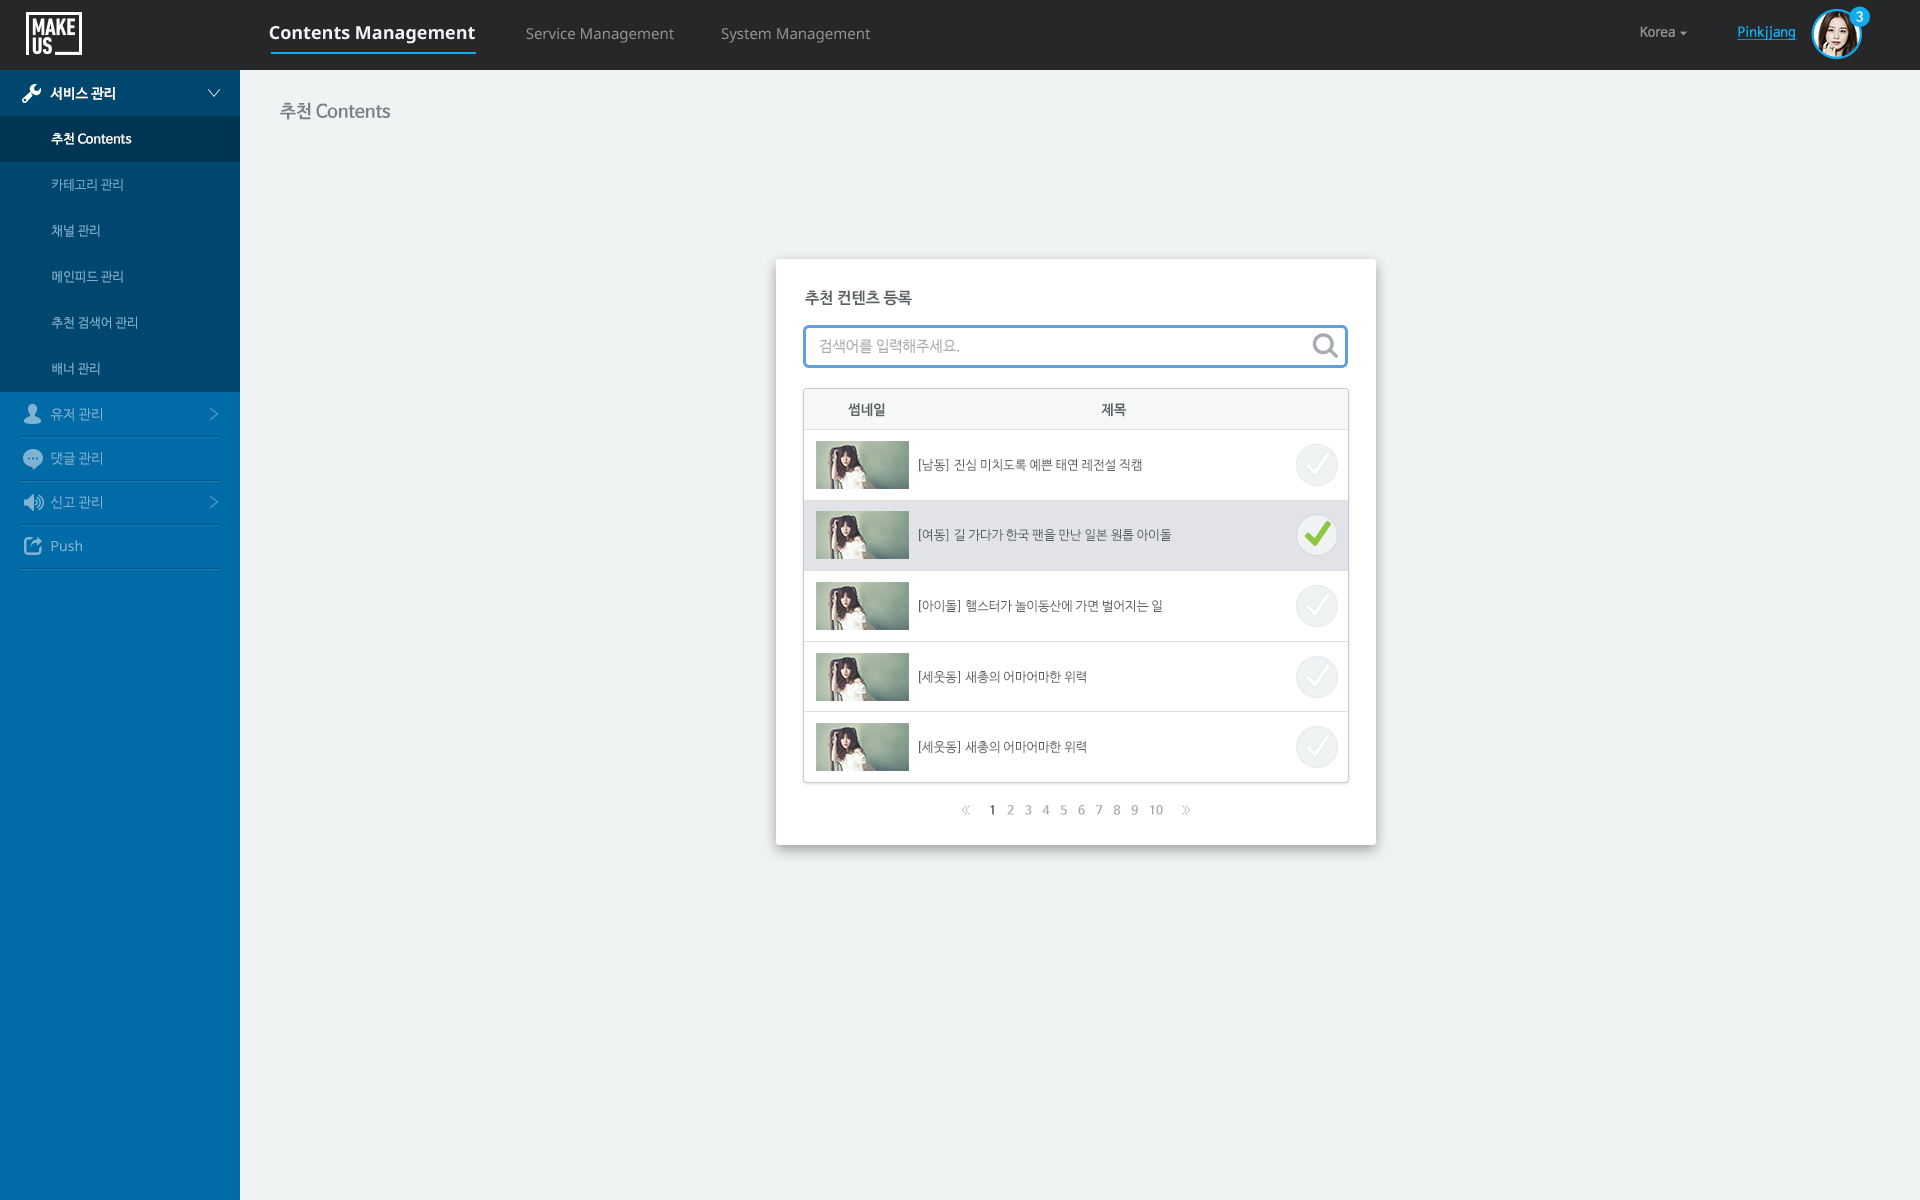 MAKE
US
Contents Management
Service Management
System Management
Korea
Pinkjjang
3
서비스 관리
추천 Contents
카테고리 관리
채널 관리
메인피드 관리
추천 검색어 관리
배너 관리
유저 관리
댓글 관리
신고 관리
Push
추천 Contents
추천 컨텐츠 등록
검색어를 입력해주세요.
썸네일 제목
[남동] 진심 미치도록 예쁜 태연 레전설 직캠
[여동] 길 가다가 한국 팬을 만난 일본 원톱 아이돌
[아이돌] 햄스터가 놀이동산에 가면 벌어지는 일
[세웃동] 새총의 어마어마한 위력
[세웃동] 새총의 어마어마한 위력
« 1 2 3 4 5 6 7 8 9 10 »